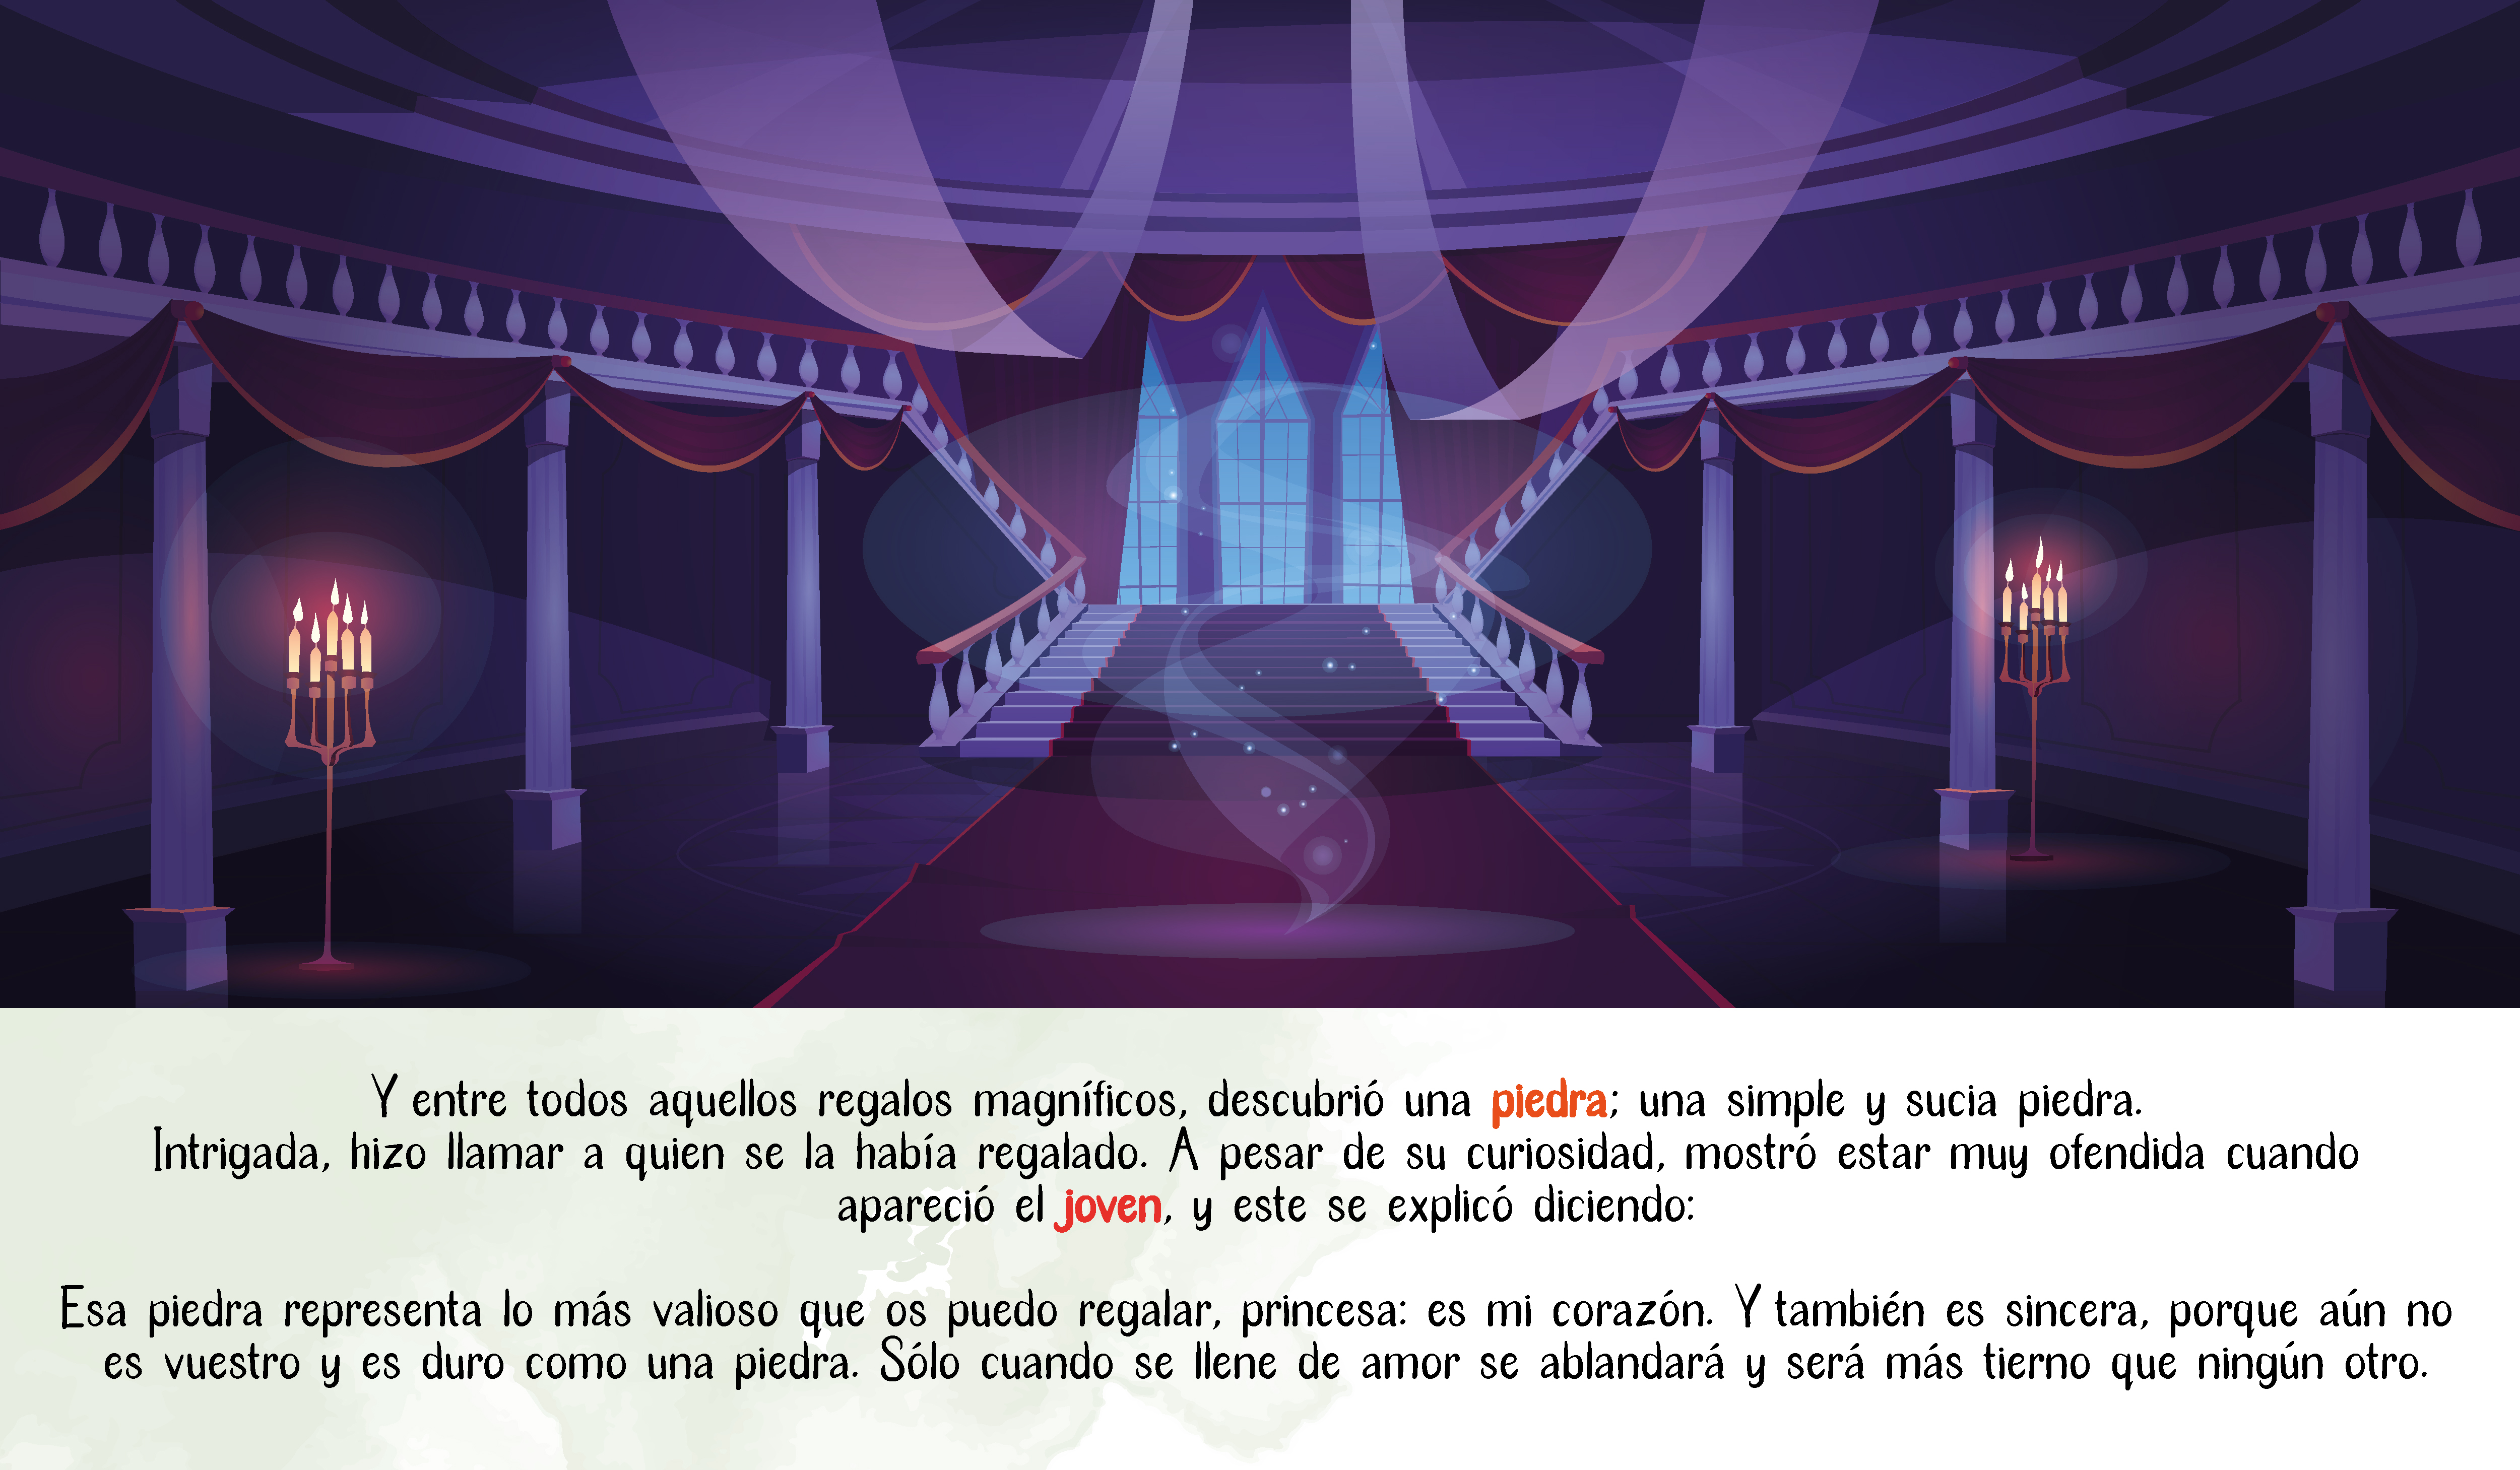 Y entre todos aquellos regalos magníficos, descubrió una piedra; una simple y sucia piedra.
Intrigada, hizo llamar a quien se la había regalado. A pesar de su curiosidad, mostró estar muy ofendida cuando
apareció el joven, y este se explicó diciendo:
Esa piedra representa lo más valioso que os puedo regalar, princesa: es mi corazón. Y también es sincera, porque aún no
es vuestro y es duro como una piedra. Sólo cuando se llene de amor se ablandará y será más tierno que ningún otro.